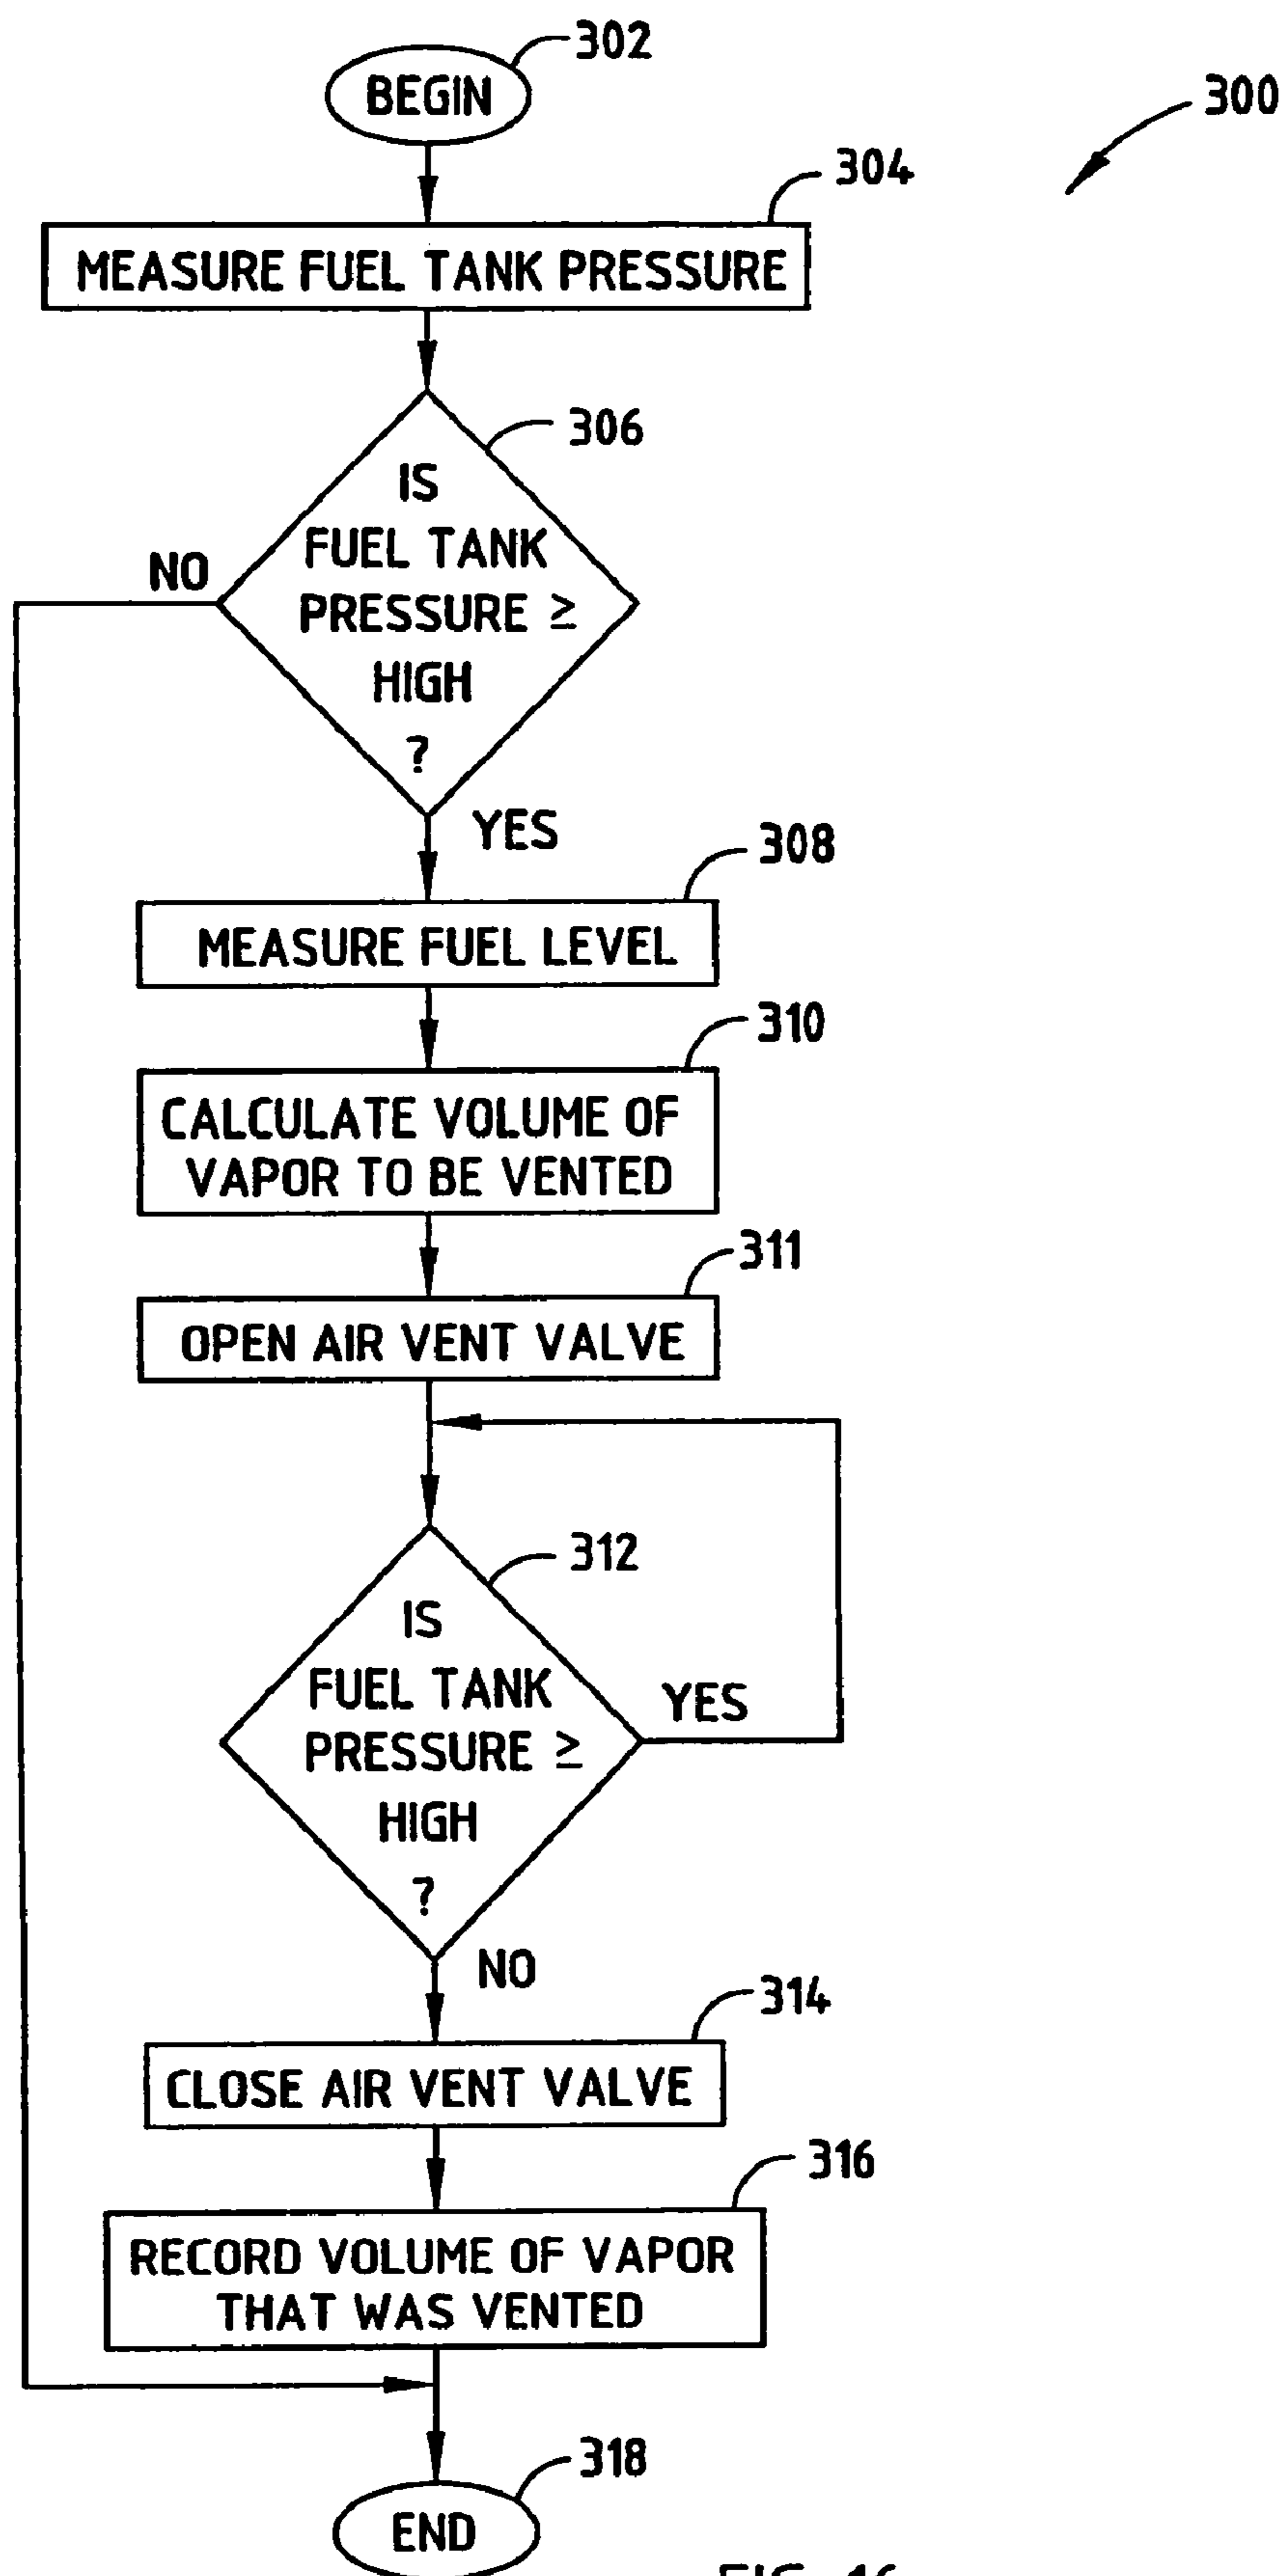 302
BEGIN
300
304
MEASURE FUEL TANK PRESSURE
306
IS
FUEL TANK
PRESSURE ≥
HIGH
?
NO
YES
308
MEASURE FUEL LEVEL
310
CALCULATE VOLUME OF
VAPOR TO BE VENTED
311
OPEN AIR VENT VALVE
312
IS
FUEL TANK
PRESSURE ≥
HIGH
?
YES
NO
314
CLOSE AIR VENT VALVE
316
RECORD VOLUME OF VAPOR
THAT WAS VENTED
318
END
FIG. 16